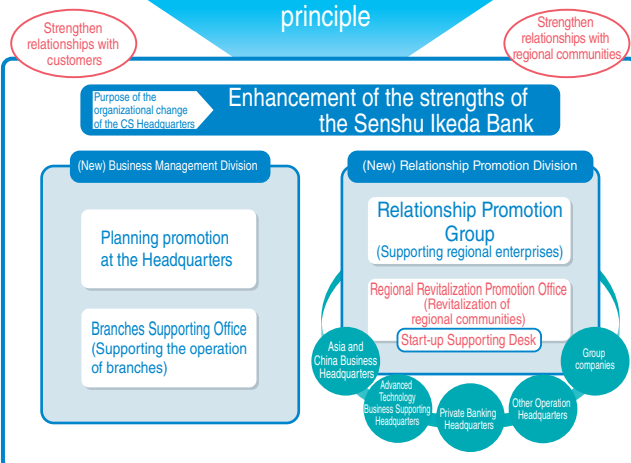 principle
Strengthen
relationships with
customers
Strengthen
relationships with
regional communities
Purpose of the
organizational change
of the CS Headquarters
Enhancement of the strengths of
the Senshu Ikeda Bank
(New) Business Management Division
Planning promotion
at the Headquarters
Branches Supporting Office
(Supporting the operation
of branches)
(New) Relationship Promotion Division
Relationship Promotion
Group
(Supporting regional enterprises)
Regional Revitalization Promotion Office
(Revitalization of
regional communities)
Start-up Supporting Desk
Asia and
China Business
Headquarters
Advanced
Technology
Business Supporting
Headquarters
Private Banking
Headquarters
Other Operation
Headquarters
Group
companies